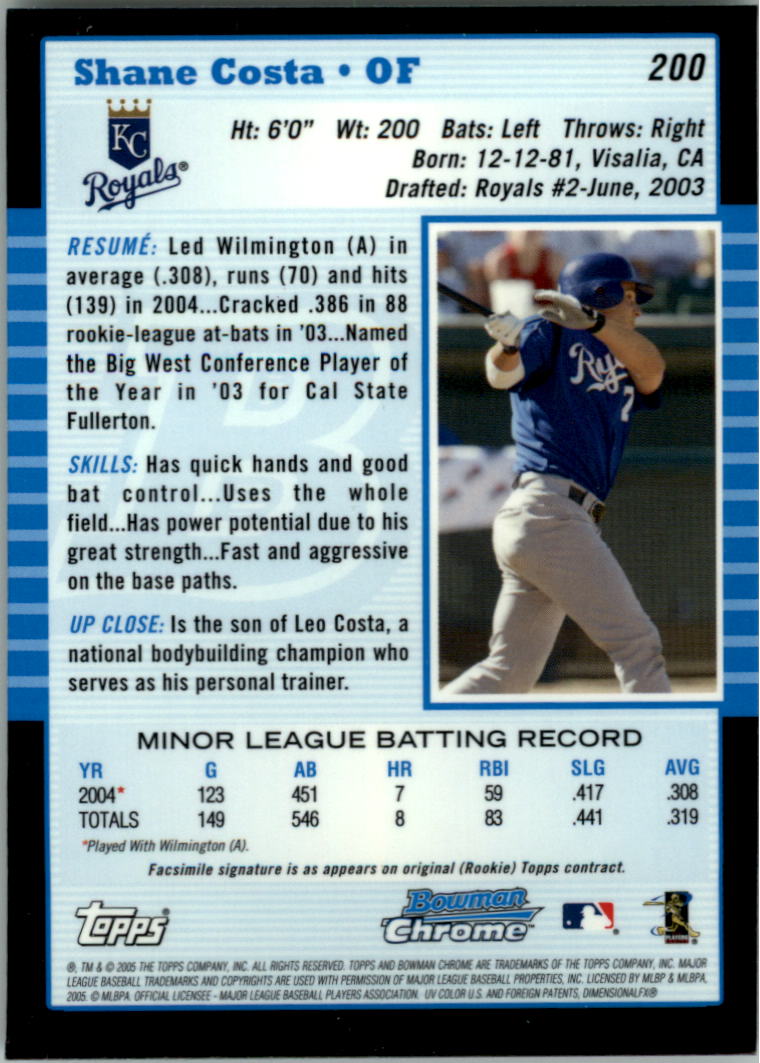 Shane Costa • OF
200
KC
Royals®
Ht: 6'0" Wt: 200 Bats: Left Throws: Right
Born: 12-12-81, Visalia, CA
Drafted: Royals #2-June, 2003
RESUMÉ: Led Wilmington (A) in
average (.308), runs (70) and hits
(139) in 2004...Cracked .386 in 88
rookie-league at-bats in '03...Named
the Big West Conference Player of
the Year in '03 for Cal State
Fullerton.
SKILLS: Has quick hands and good
bat control...Uses the whole
field...Has power potential due to his
great strength...Fast and aggressive
on the base paths.
UP CLOSE: Is the son of Leo Costa, a
national bodybuilding champion who
serves as his personal trainer.
Roy
7
MINOR LEAGUE BATTING RECORD
YR G AB HR RBI SLG AVG
2004* 123 451 7 59 .417 .308
TOTALS 149 546 8 83 .441 .319
*Played With Wilmington (A).
Facsimile signature is as appears on original (Rookie) Topps contract.
topps®
Bowman
Chrome™
PLAYERS
®, TM & © 2005 THE TOPPS COMPANY, INC. ALL RIGHTS RESERVED. TOPPS AND BOWMAN CHROME ARE TRADEMARKS OF THE TOPPS COMPANY, INC. MAJOR
LEAGUE BASEBALL TRADEMARKS AND COPYRIGHTS ARE USED WITH PERMISSION OF MAJOR LEAGUE BASEBALL PROPERTIES, INC. LICENSED BY MLBP & MLBPA,
2005. © MLBPA. OFFICIAL LICENSEE - MAJOR LEAGUE BASEBALL PLAYERS ASSOCIATION. UV COLOR U.S. AND FOREIGN PATENTS, DIMENSIONALFX®